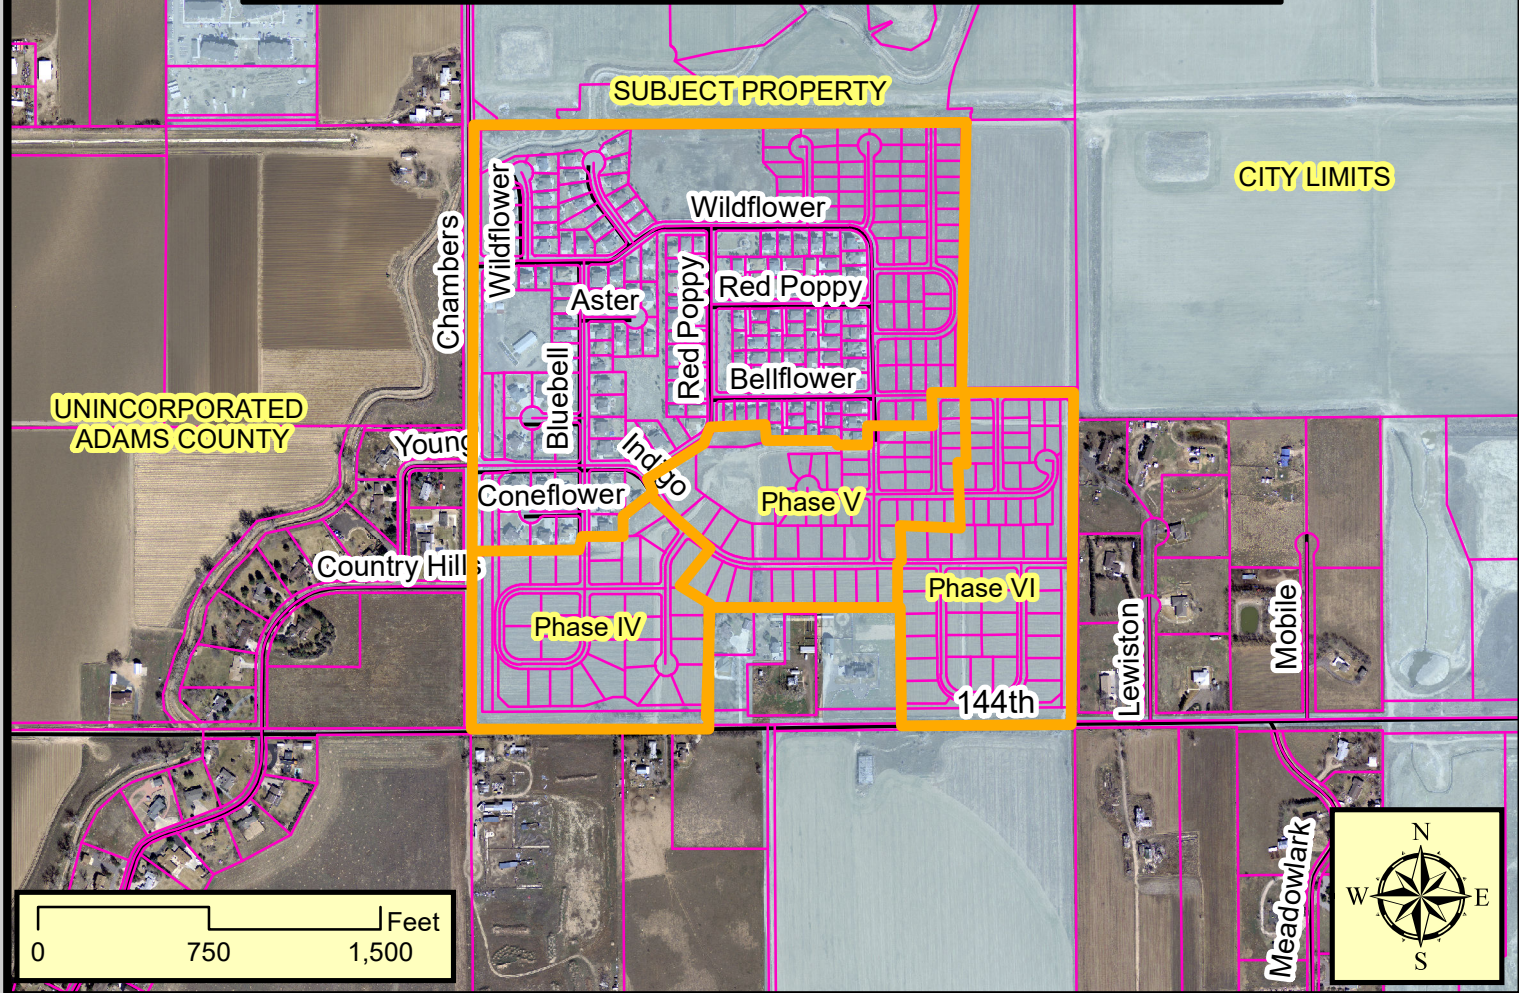 SUBJECT PROPERTY
CITY LIMITS
Wildflower
Wildflower
Chambers
Red Poppy
Red Poppy
Aster
Bluebell
Bellflower
UNINCORPORATED
ADAMS COUNTY
Young
Indigo
Coneflower
Phase V
Country Hills
Phase VI
Phase IV
Lewiston
Mobile
144th
Meadowlark
N
W
E
S
Feet
0
750
1,500